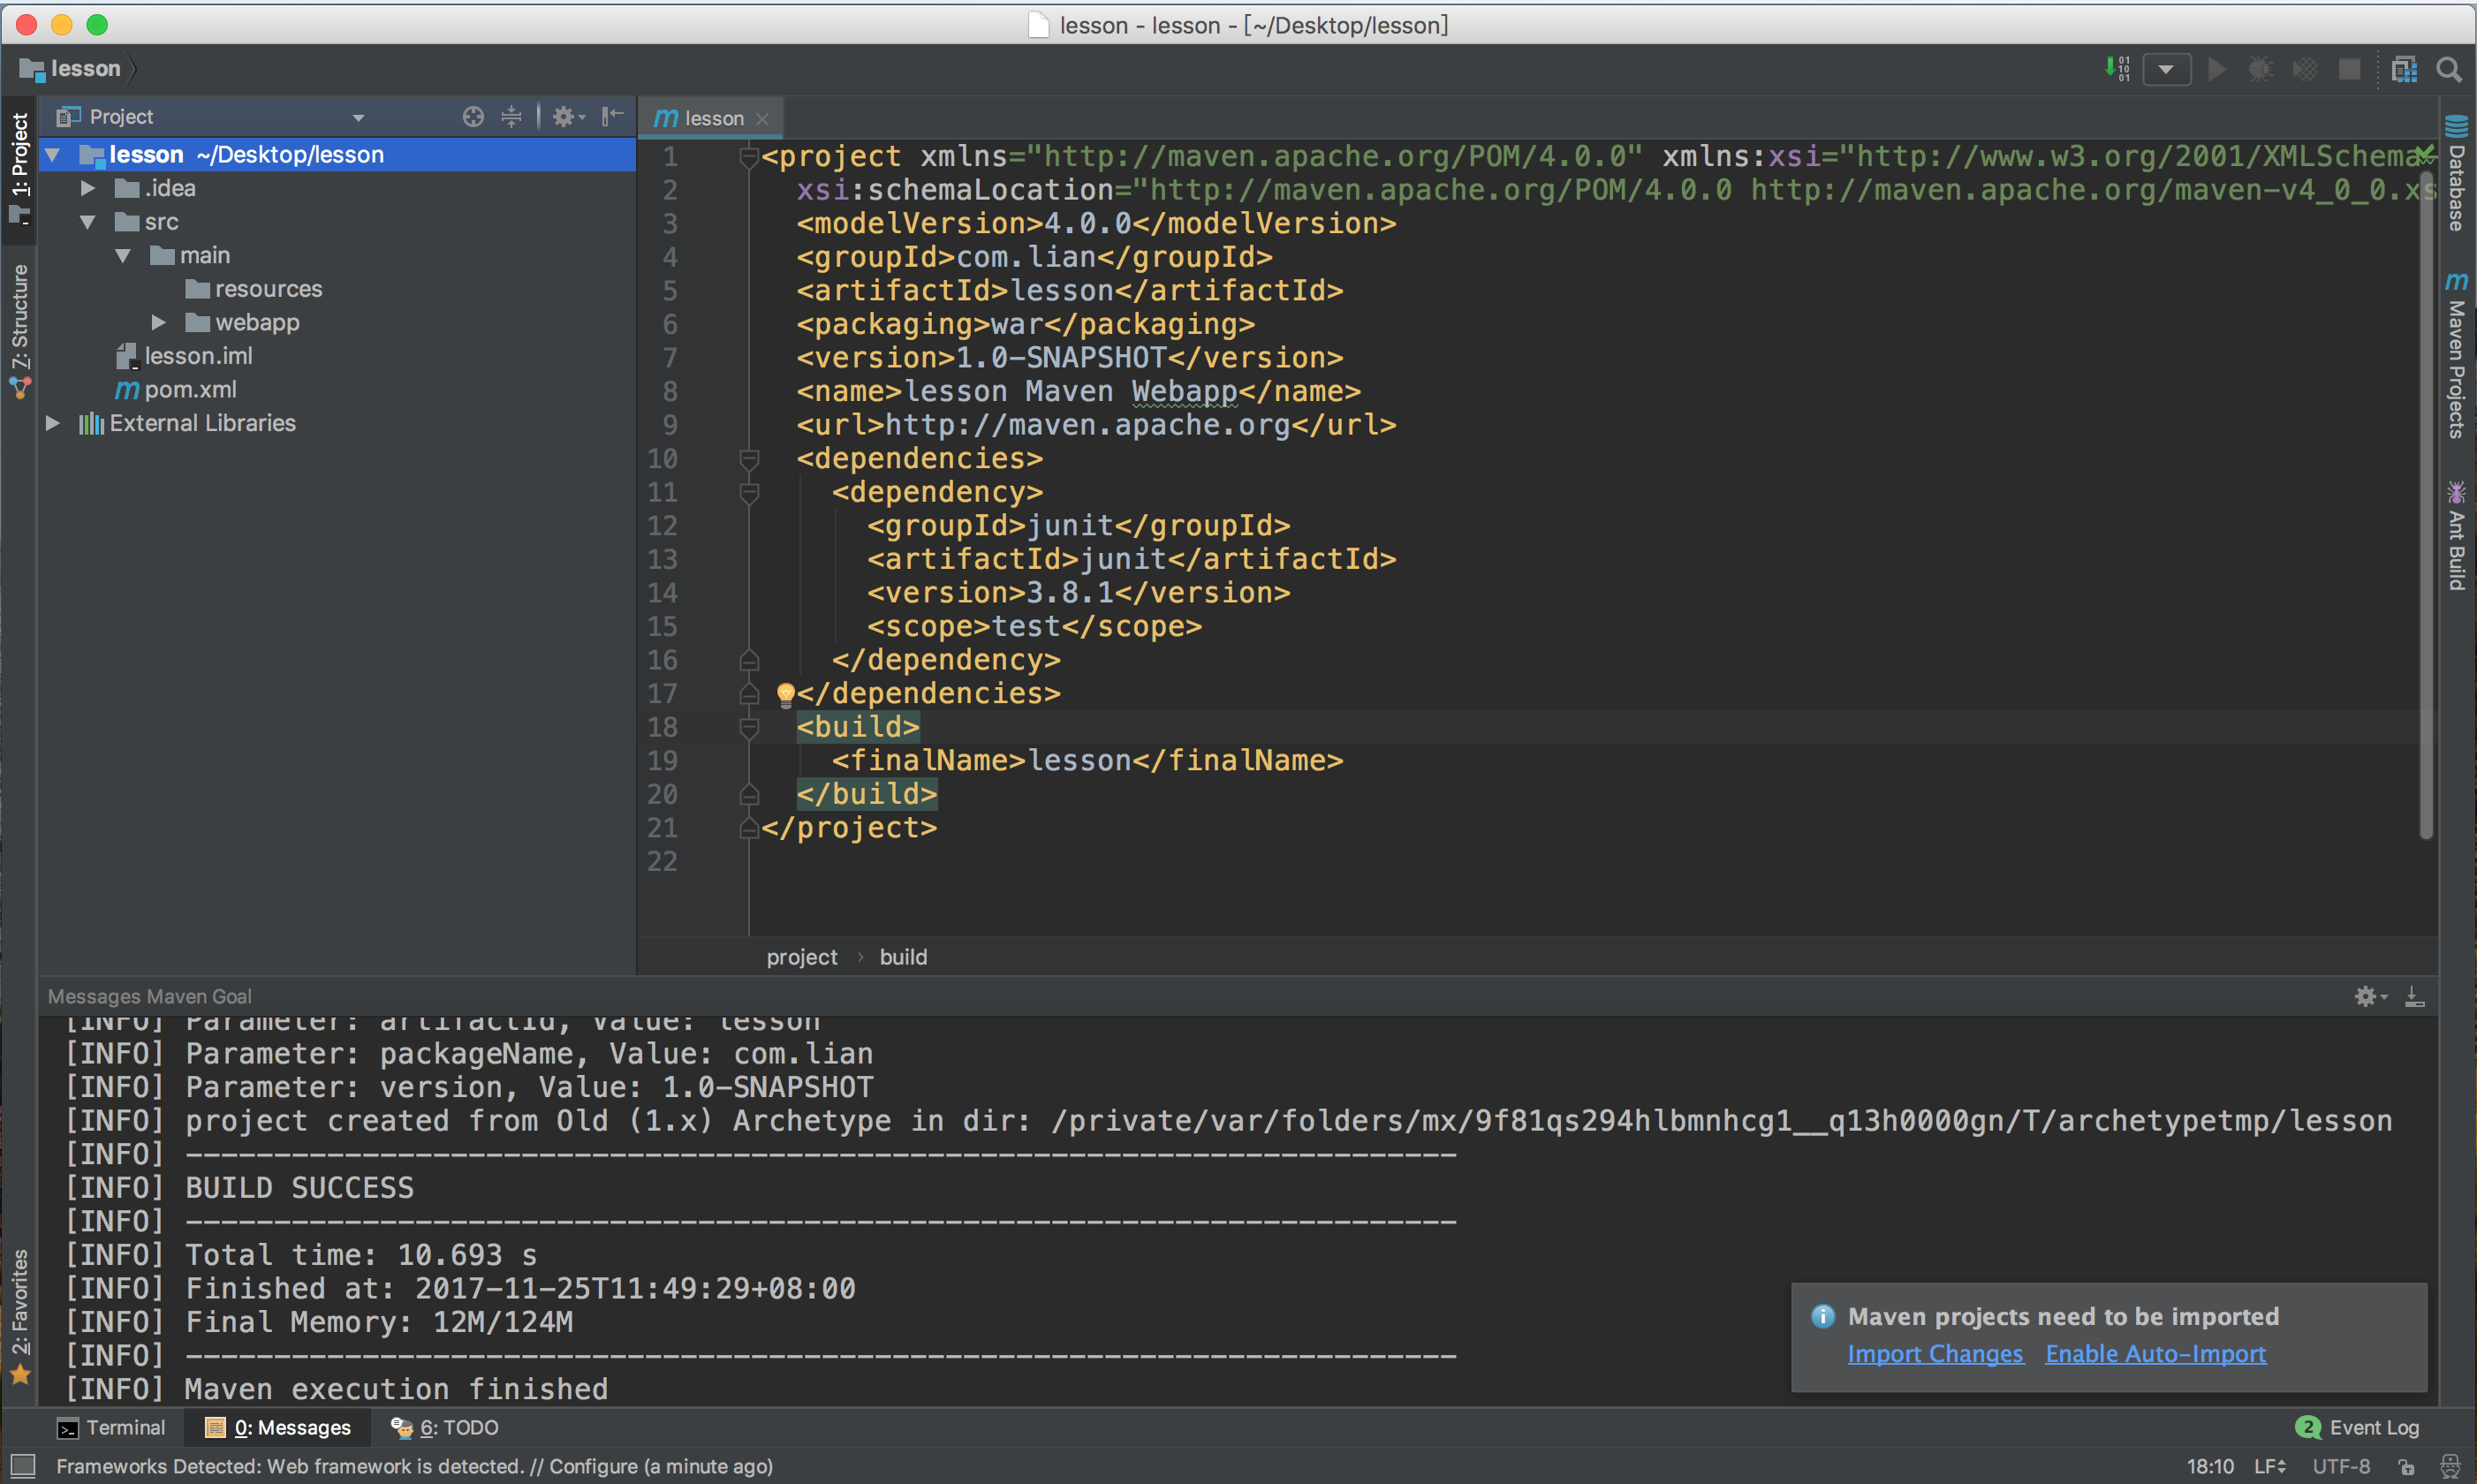 lesson - lesson - [~/Desktop/lesson]
lesson
Project
lesson ~/Desktop/lesson
.idea
src
main
resources
webapp
lesson.iml
pom.xml
External Libraries
1: Project
7: Structure
2: Favorites
lesson
1 <project xmlns="http://maven.apache.org/POM/4.0.0" xmlns:xsi="http://www.w3.org/2001/XMLSchema
2 xsi:schemaLocation="http://maven.apache.org/POM/4.0.0 http://maven.apache.org/maven-v4_0_0.xs
3 <modelVersion>4.0.0</modelVersion>
4 <groupId>com.lian</groupId>
5 <artifactId>lesson</artifactId>
6 <packaging>war</packaging>
7 <version>1.0-SNAPSHOT</version>
8 <name>lesson Maven Webapp</name>
9 <url>http://maven.apache.org</url>
10 <dependencies>
11 <dependency>
12 <groupId>junit</groupId>
13 <artifactId>junit</artifactId>
14 <version>3.8.1</version>
15 <scope>test</scope>
16 </dependency>
17 </dependencies>
18 <build>
19 <finalName>lesson</finalName>
20 </build>
21 </project>
22
project › build
Database
Maven Projects
Ant Build
Messages Maven Goal
[INFO] Parameter: artifactId, Value: lesson
[INFO] Parameter: packageName, Value: com.lian
[INFO] Parameter: version, Value: 1.0-SNAPSHOT
[INFO] project created from Old (1.x) Archetype in dir: /private/var/folders/mx/9f81qs294hlbmnhcg1__q13h0000gn/T/archetypetmp/lesson
[INFO] ------------------------------------------------------------------------
[INFO] BUILD SUCCESS
[INFO] ------------------------------------------------------------------------
[INFO] Total time: 10.693 s
[INFO] Finished at: 2017-11-25T11:49:29+08:00
[INFO] Final Memory: 12M/124M
[INFO] ------------------------------------------------------------------------
[INFO] Maven execution finished
Maven projects need to be imported
Import Changes Enable Auto-Import
Terminal 0: Messages 6: TODO 2 Event Log
Frameworks Detected: Web framework is detected. // Configure (a minute ago) 18:10 LF UTF-8